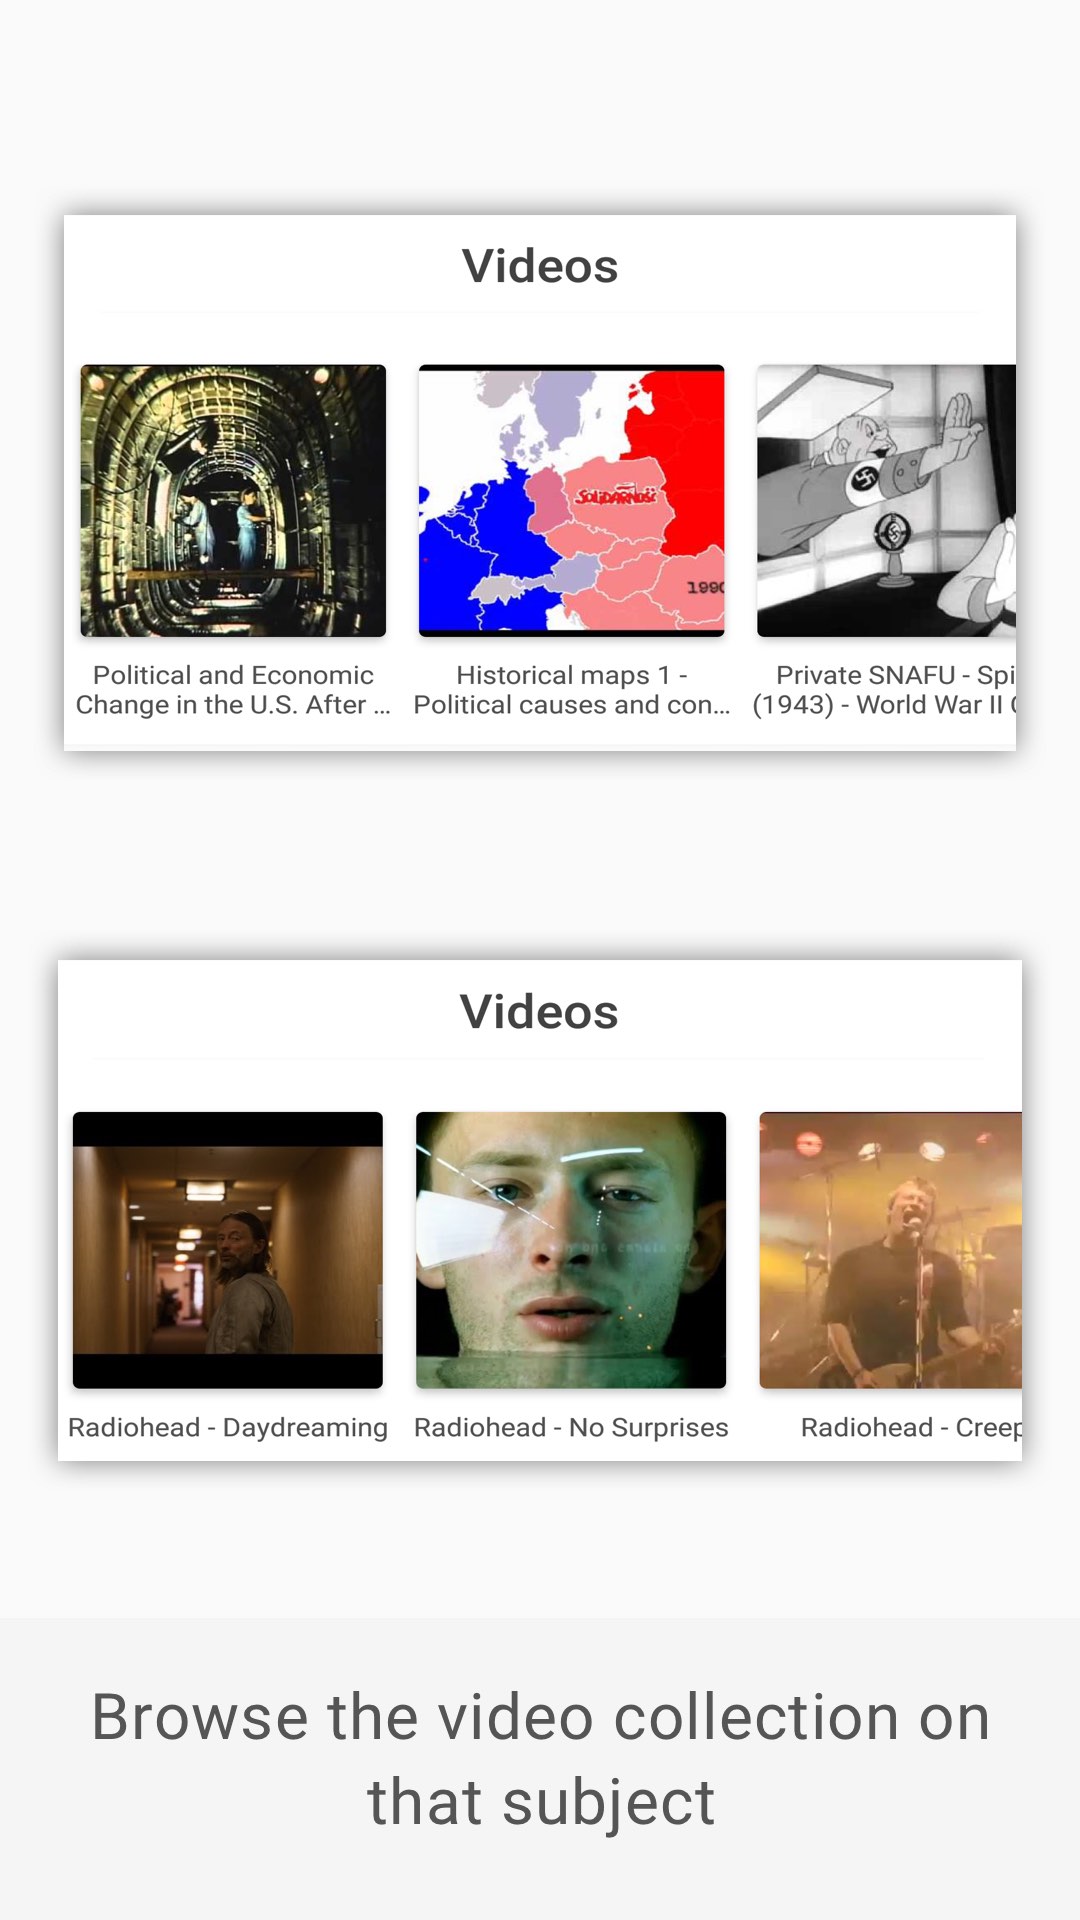 Videos
SOLIDARNOŚĆ
1990
Political and Economic
Change in the U.S. After ...
Historical maps 1 -
Political causes and con...
Private SNAFU - Spi
(1943) - World War II
Videos
Radiohead - Daydreaming
Radiohead - No Surprises
Radiohead - Creep
Browse the video collection on
that subject